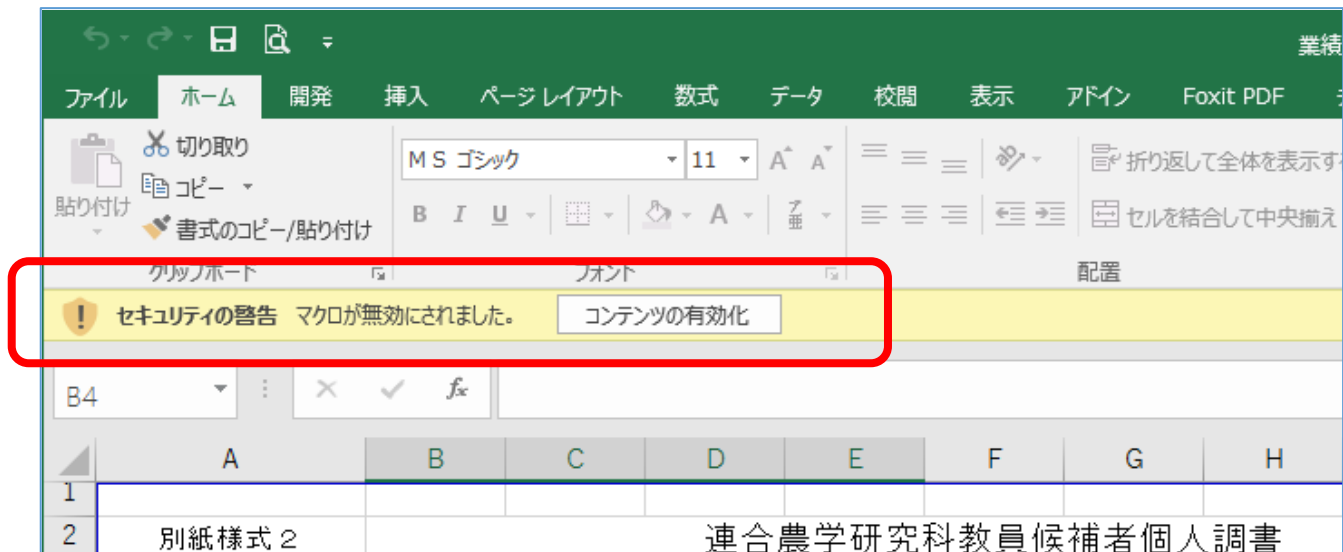 業績
ファイル ホーム 開発 挿入 ページ レイアウト 数式 データ 校閲 表示 アドイン Foxit PDF
切り取り
コピー
書式のコピー/貼り付け
貼り付け
ＭＳ ゴシック 11 A A
B I U A ア亜
折り返して全体を表示す
セルを結合して中央揃え
クリップボード フォント 配置
! セキュリティの警告 マクロが無効にされました。 コンテンツの有効化
B4 fx
A B C D E F G H
1
2 別紙様式２ 連合農学研究科教員候補者個人調書